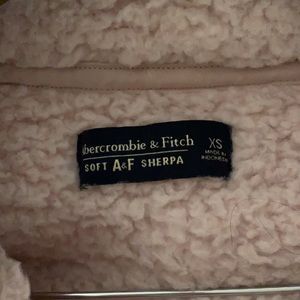 Abercrombie & Fitch
SOFT A&F SHERPA
XS
MADE IN
INDONESIA